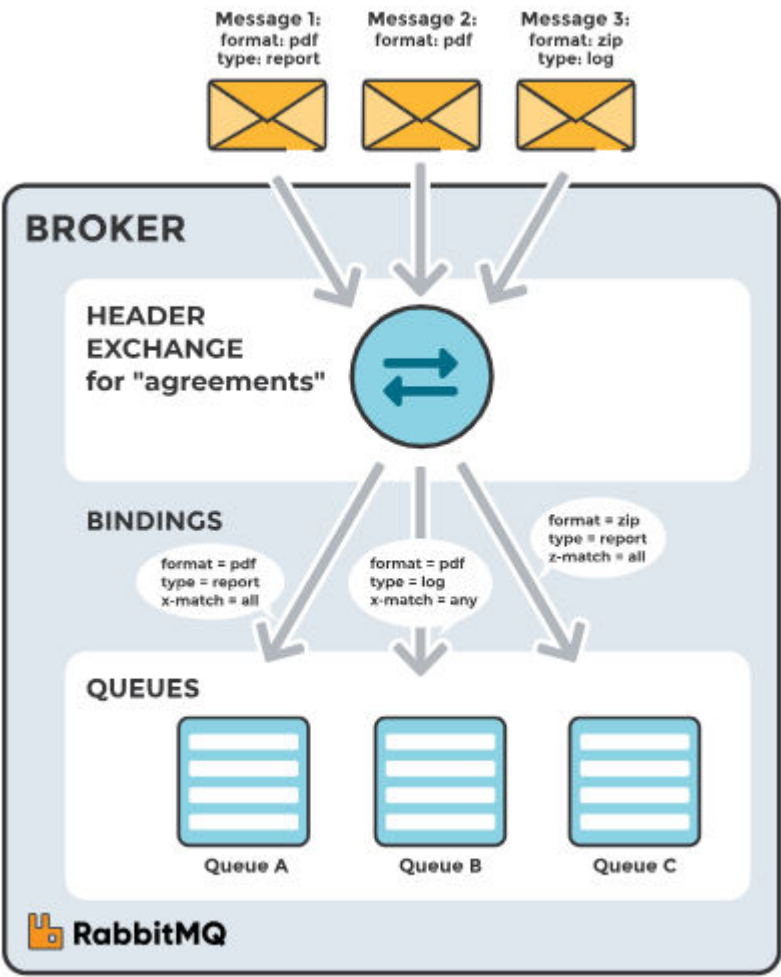 Message 1:
format: pdf
type: report
Message 2:
format: pdf
Message 3:
format: zip
type: log
BROKER
HEADER
EXCHANGE
for "agreements"
BINDINGS
format = pdf
type = report
x-match = all
format = pdf
type = log
x-match = any
format = zip
type = report
z-match = all
QUEUES
Queue A
Queue B
Queue C
RabbitMQ